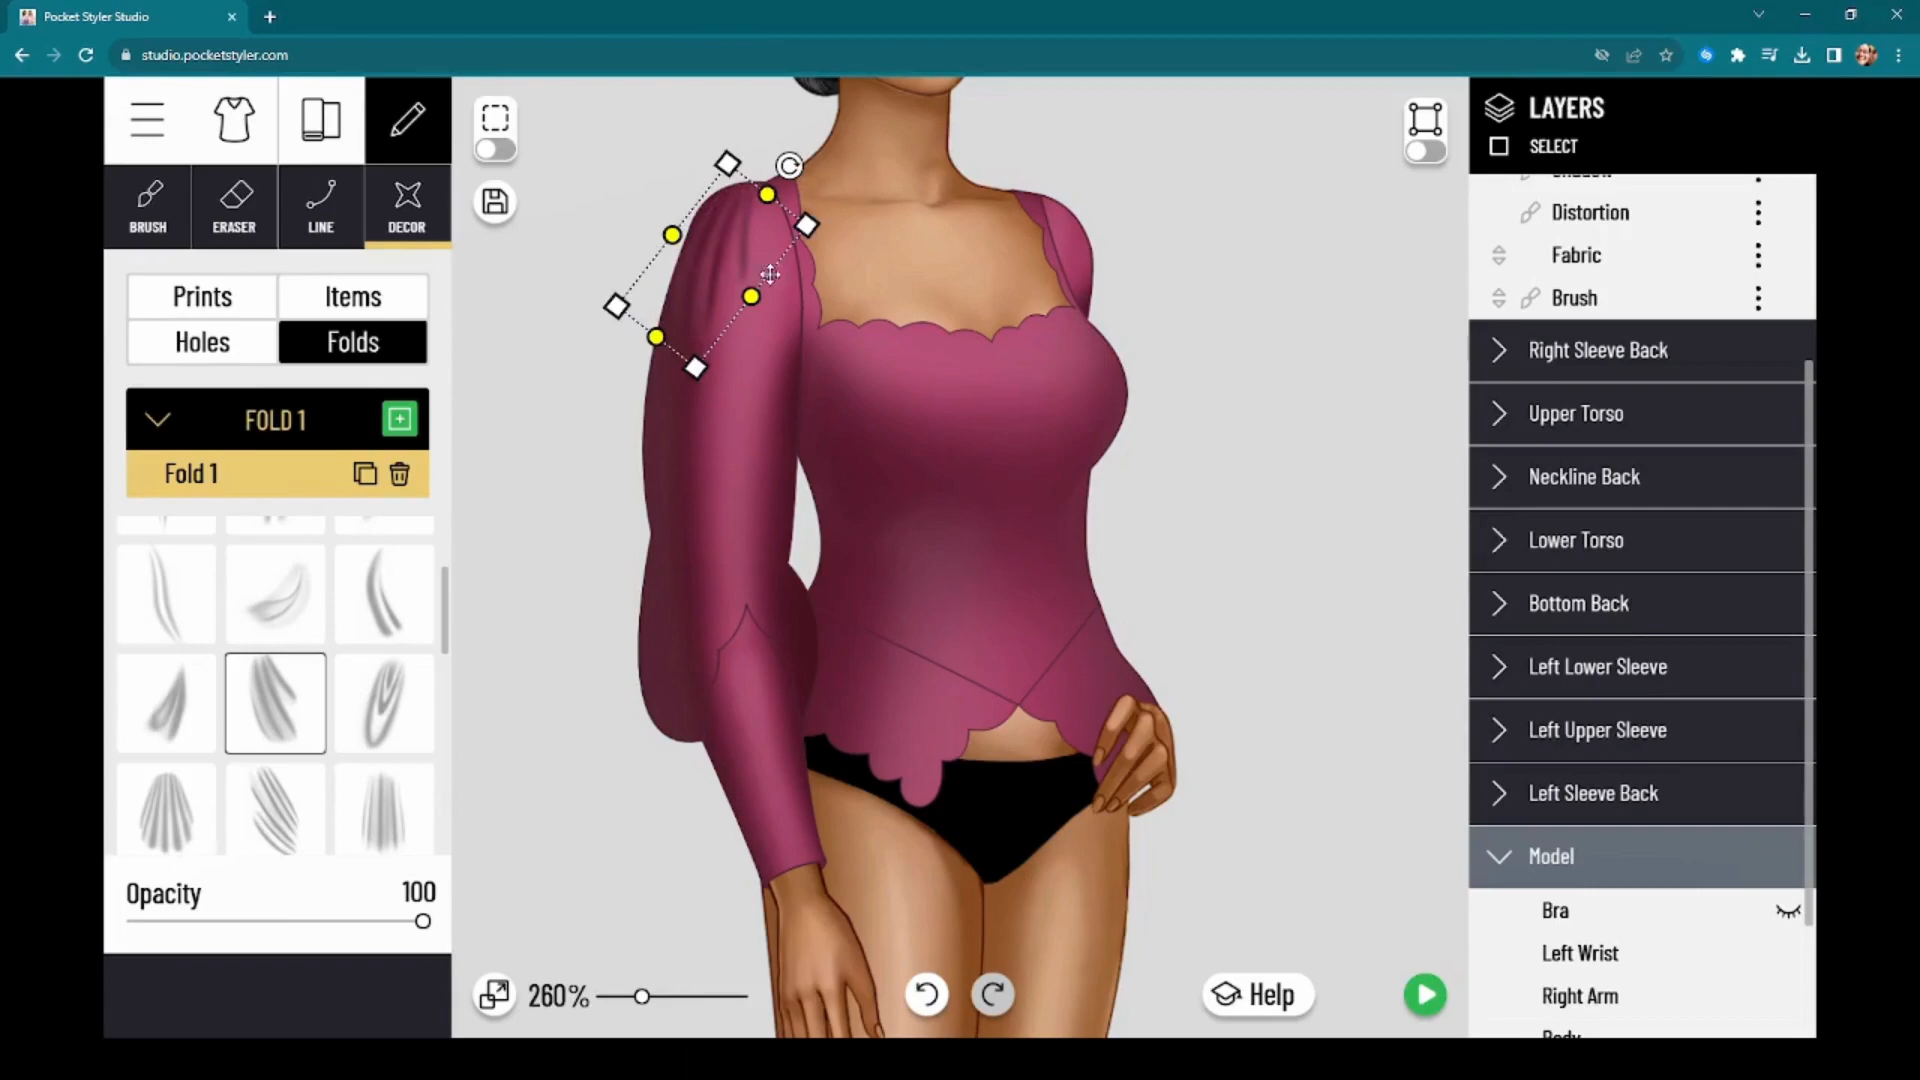 Pocket Styler Studio
studio.pocketstyler.com
BRUSH
ERASER
LINE
DECOR
Prints
Items
Holes
Folds
FOLD 1
Fold 1
Opacity
100
260%
Help
LAYERS
SELECT
Distortion
Fabric
Brush
Right Sleeve Back
Upper Torso
Neckline Back
Lower Torso
Bottom Back
Left Lower Sleeve
Left Upper Sleeve
Left Sleeve Back
Model
Bra
Left Wrist
Right Arm